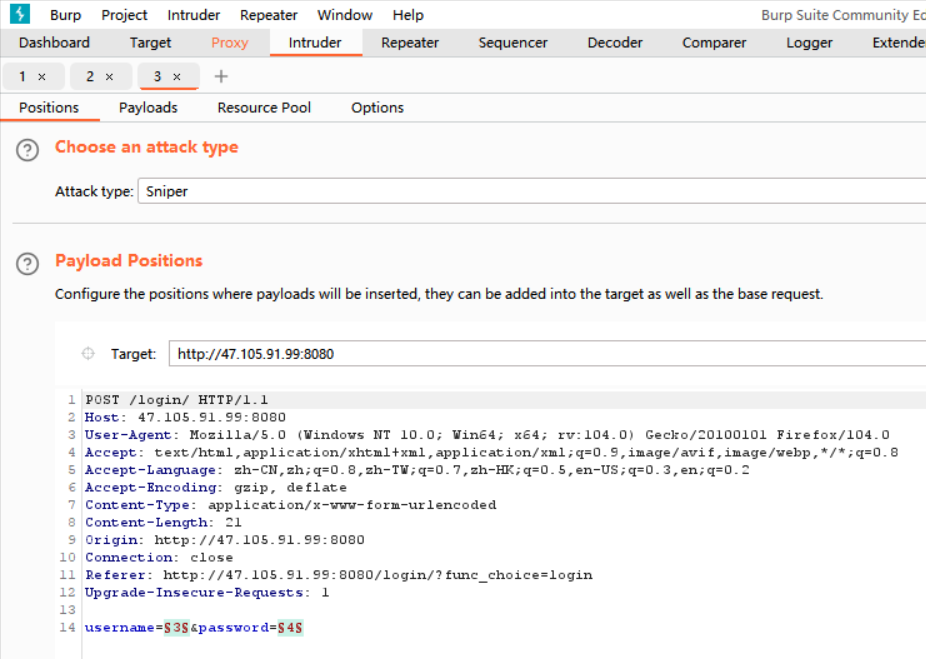 Burp Project Intruder Repeater Window Help Burp Suite Community Ed
Dashboard Target Proxy Intruder Repeater Sequencer Decoder Comparer Logger Extende
1 × 2 × 3 × +
Positions Payloads Resource Pool Options
? Choose an attack type
Attack type: Sniper
? Payload Positions
Configure the positions where payloads will be inserted, they can be added into the target as well as the base request.
Target: http://47.105.91.99:8080
1 POST /login/ HTTP/1.1
2 Host: 47.105.91.99:8080
3 User-Agent: Mozilla/5.0 (Windows NT 10.0; Win64; x64; rv:104.0) Gecko/20100101 Firefox/104.0
4 Accept: text/html,application/xhtml+xml,application/xml;q=0.9,image/avif,image/webp,*/*;q=0.8
5 Accept-Language: zh-CN,zh;q=0.8,zh-TW;q=0.7,zh-HK;q=0.5,en-US;q=0.3,en;q=0.2
6 Accept-Encoding: gzip, deflate
7 Content-Type: application/x-www-form-urlencoded
8 Content-Length: 21
9 Origin: http://47.105.91.99:8080
10 Connection: close
11 Referer: http://47.105.91.99:8080/login/?func_choice=login
12 Upgrade-Insecure-Requests: 1
13
14 username=§3§&password=§4§